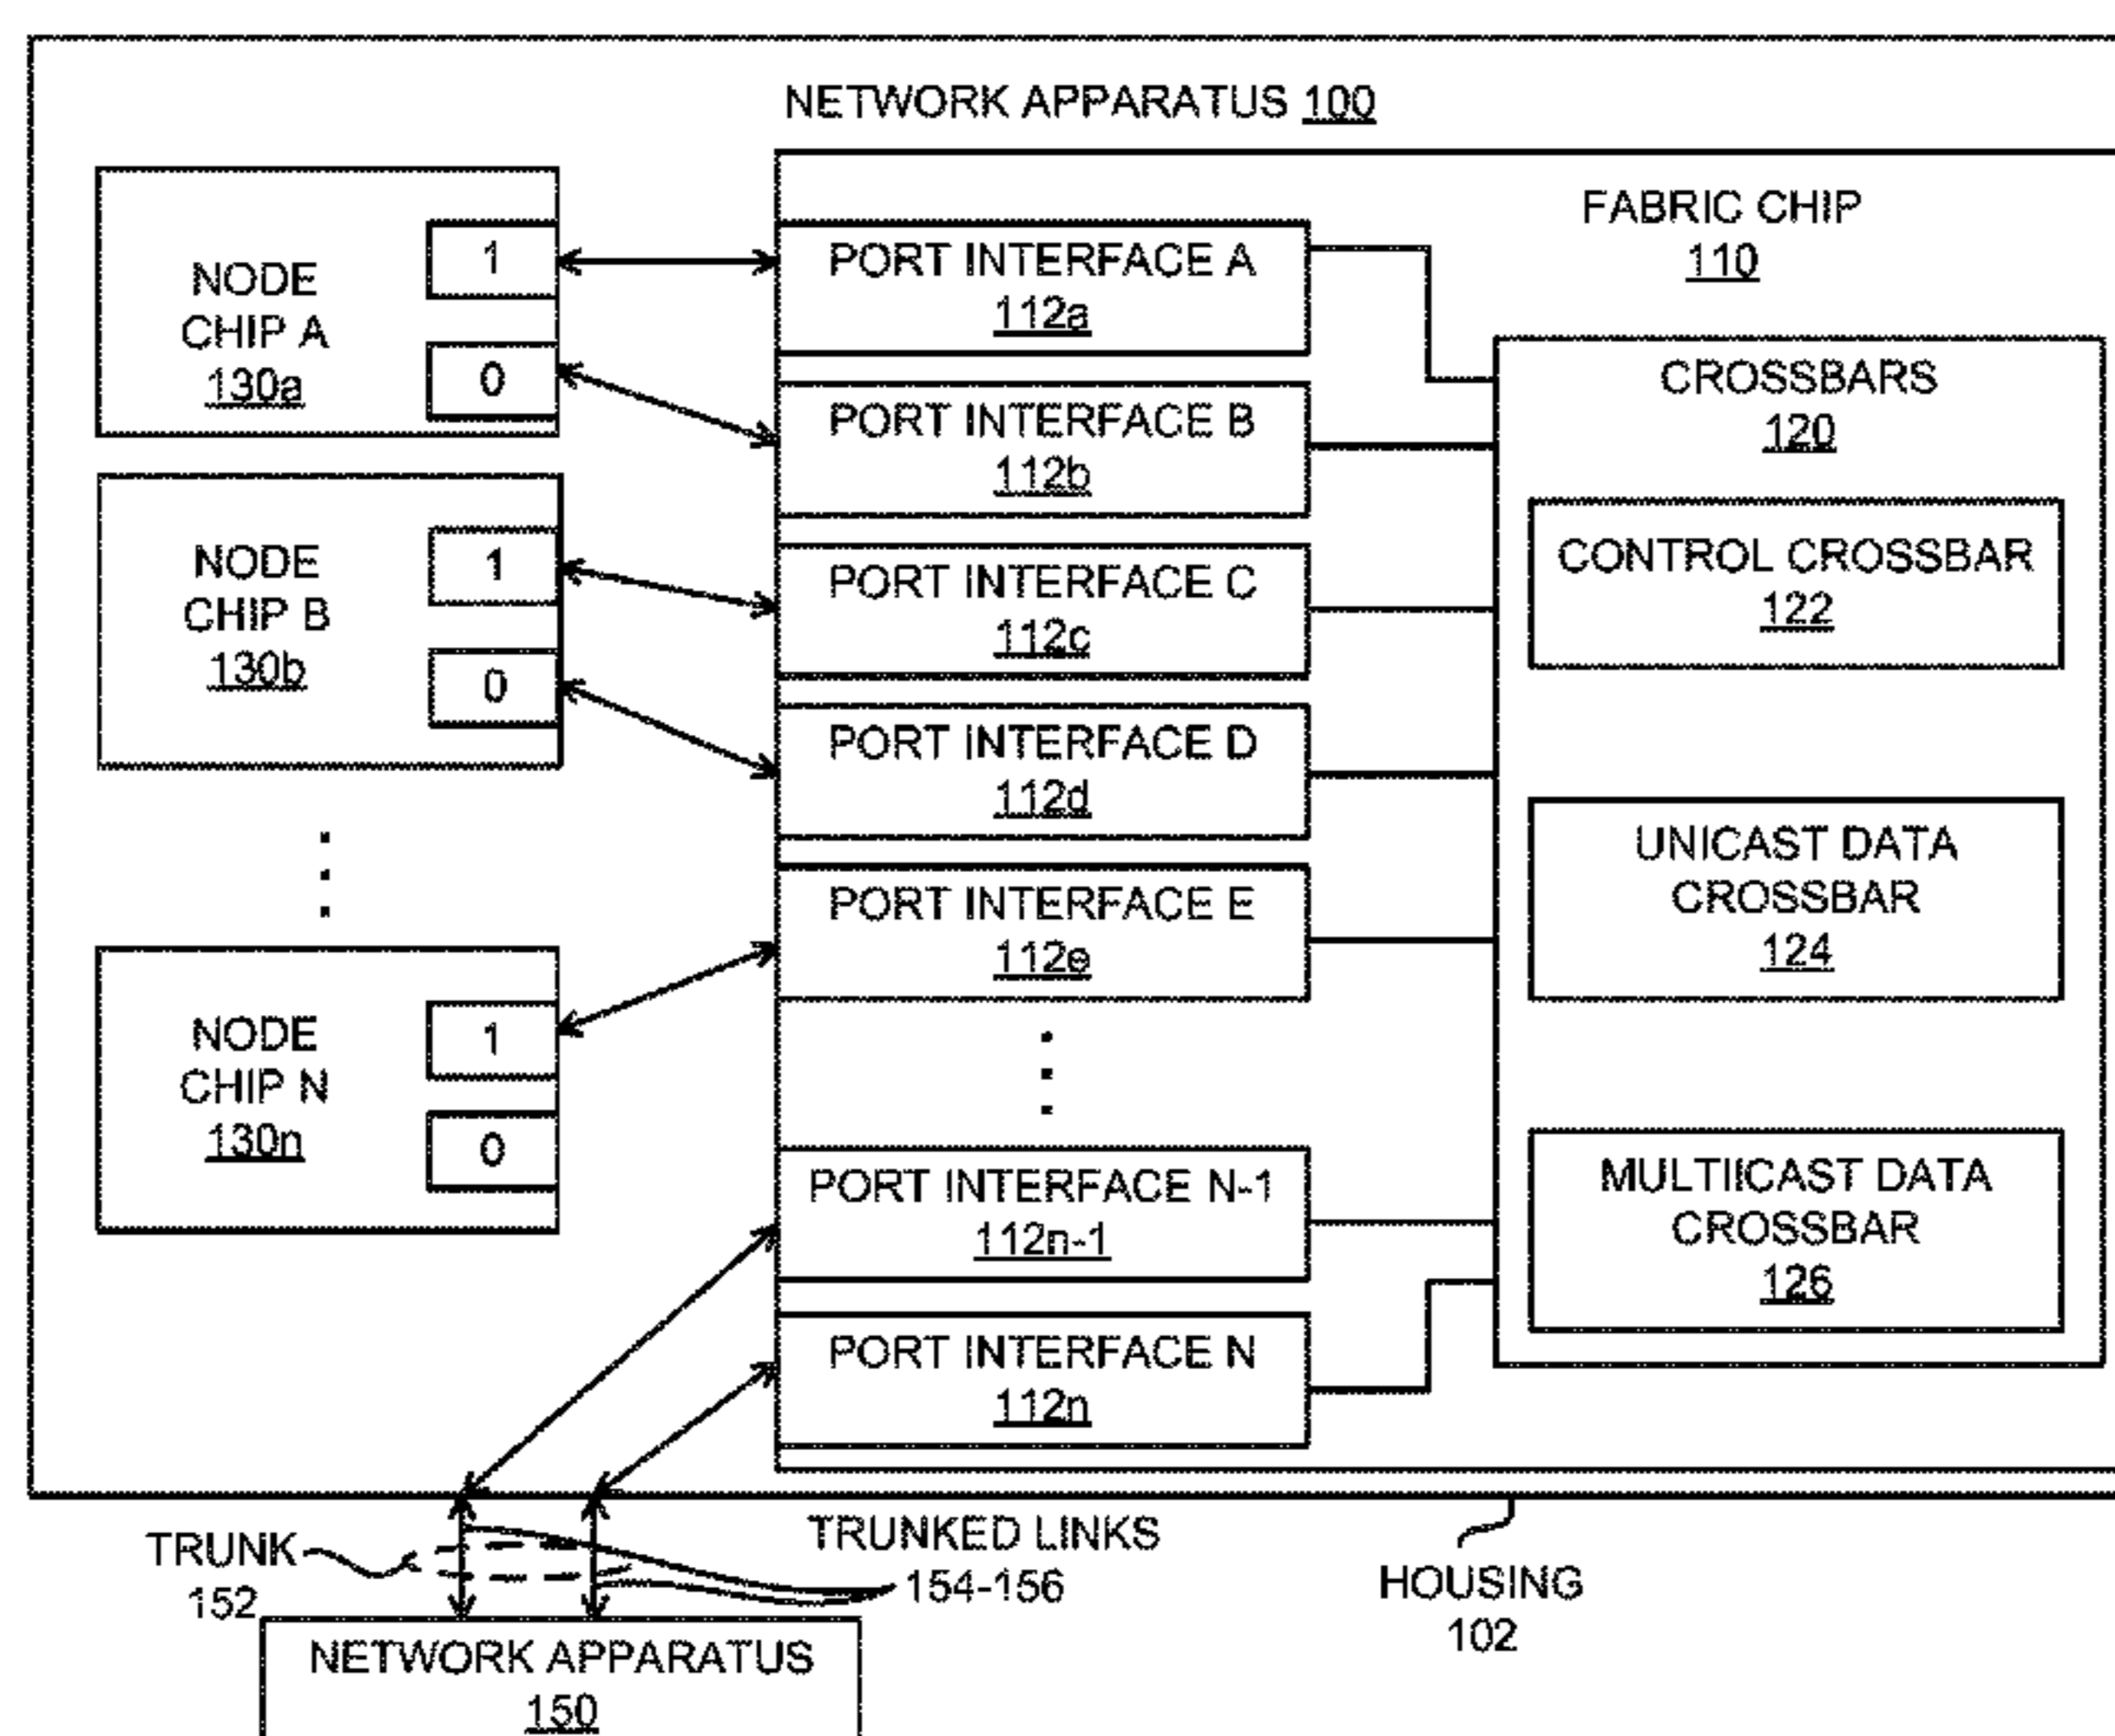 NETWORK APPARATUS 100
FABRIC CHIP
110
NODE
CHIP A
130a
1
0
NODE
CHIP B
130b
1
0
NODE
CHIP N
130n
1
0
PORT INTERFACE A
112a
PORT INTERFACE B
112b
PORT INTERFACE C
112c
PORT INTERFACE D
112d
PORT INTERFACE E
112e
PORT INTERFACE N-1
112n-1
PORT INTERFACE N
112n
CROSSBARS
120
CONTROL CROSSBAR
122
UNICAST DATA
CROSSBAR
124
MULTIICAST DATA
CROSSBAR
126
TRUNK
152
TRUNKED LINKS
154-156
HOUSING
102
NETWORK APPARATUS
150